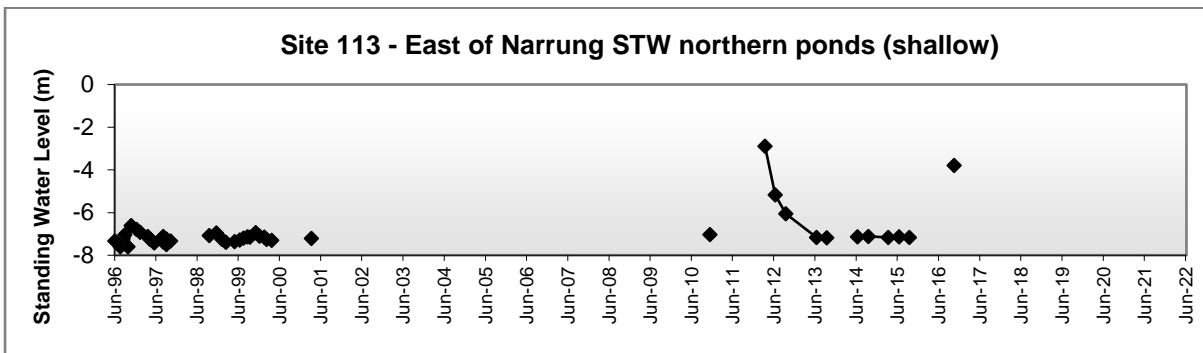 Site 113 - East of Narrung STW northern ponds (shallow)
Standing Water Level (m)
0
-2
-4
-6
-8
Jun-96
Jun-97
Jun-98
Jun-99
Jun-00
Jun-01
Jun-02
Jun-03
Jun-04
Jun-05
Jun-06
Jun-07
Jun-08
Jun-09
Jun-10
Jun-11
Jun-12
Jun-13
Jun-14
Jun-15
Jun-16
Jun-17
Jun-18
Jun-19
Jun-20
Jun-21
Jun-22